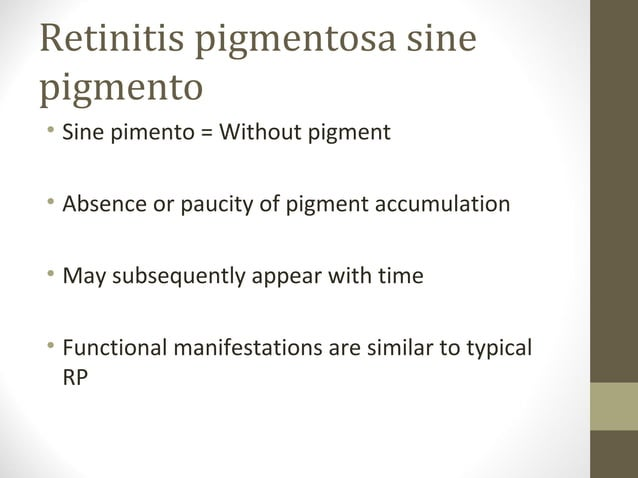 Retinitis pigmentosa sine
pigmento
• Sine pimento = Without pigment
• Absence or paucity of pigment accumulation
• May subsequently appear with time
• Functional manifestations are similar to typical
RP